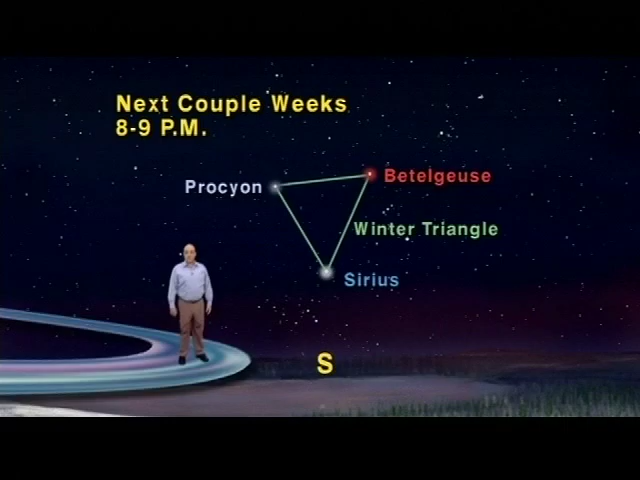 Next Couple Weeks
8-9 P.M.
Procyon
Betelgeuse
Winter Triangle
Sirius
S